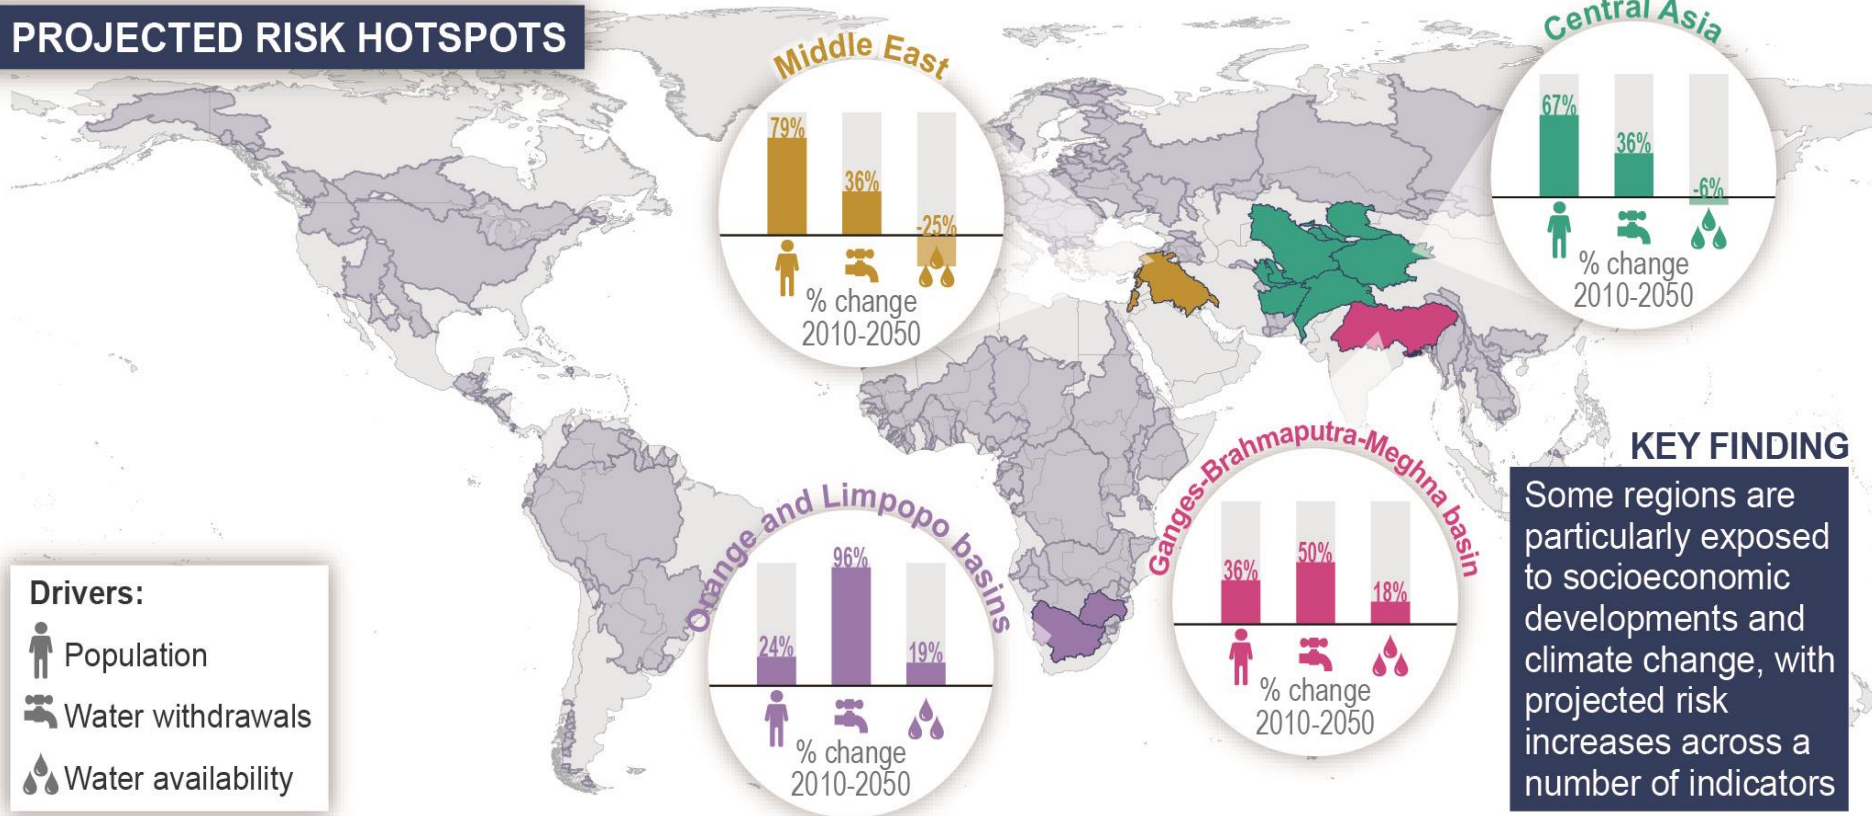 PROJECTED RISK HOTSPOTS
Middle East
79%
36%
-25%
% change
2010-2050
Central Asia
67%
36%
-6%
% change
2010-2050
Orange and Limpopo basins
24%
96%
19%
% change
2010-2050
Ganges-Brahmaputra-Meghna basin
36%
50%
18%
% change
2010-2050
Drivers:
Population
Water withdrawals
Water availability
KEY FINDING
Some regions are
particularly exposed
to socioeconomic
developments and
climate change, with
projected risk
increases across a
number of indicators